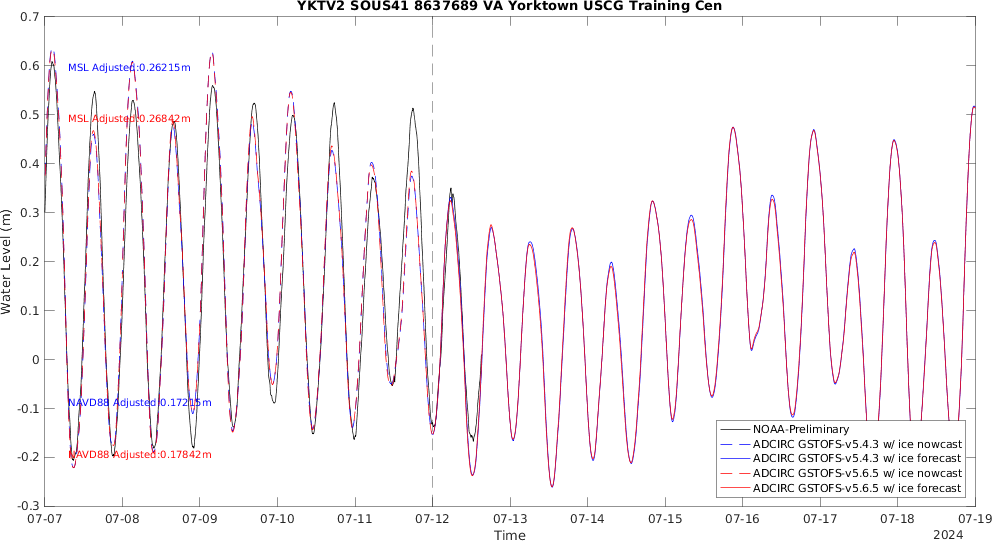 YKTV2 SOUS41 8637689 VA Yorktown USCG Training Cen
0.7
0.6
0.5
0.4
0.3
0.2
0.1
0
-0.1
-0.2
-0.3
Water Level (m)
MSL Adjusted:0.26215m
MSL Adjusted:0.26842m
NAVD88 Adjusted:0.17215m
NAVD88 Adjusted:0.17842m
NOAA-Preliminary
ADCIRC GSTOFS-v5.4.3 w/ ice nowcast
ADCIRC GSTOFS-v5.4.3 w/ ice forecast
ADCIRC GSTOFS-v5.6.5 w/ ice nowcast
ADCIRC GSTOFS-v5.6.5 w/ ice forecast
07-07 07-08 07-09 07-10 07-11 07-12 07-13 07-14 07-15 07-16 07-17 07-18 07-19
Time
2024